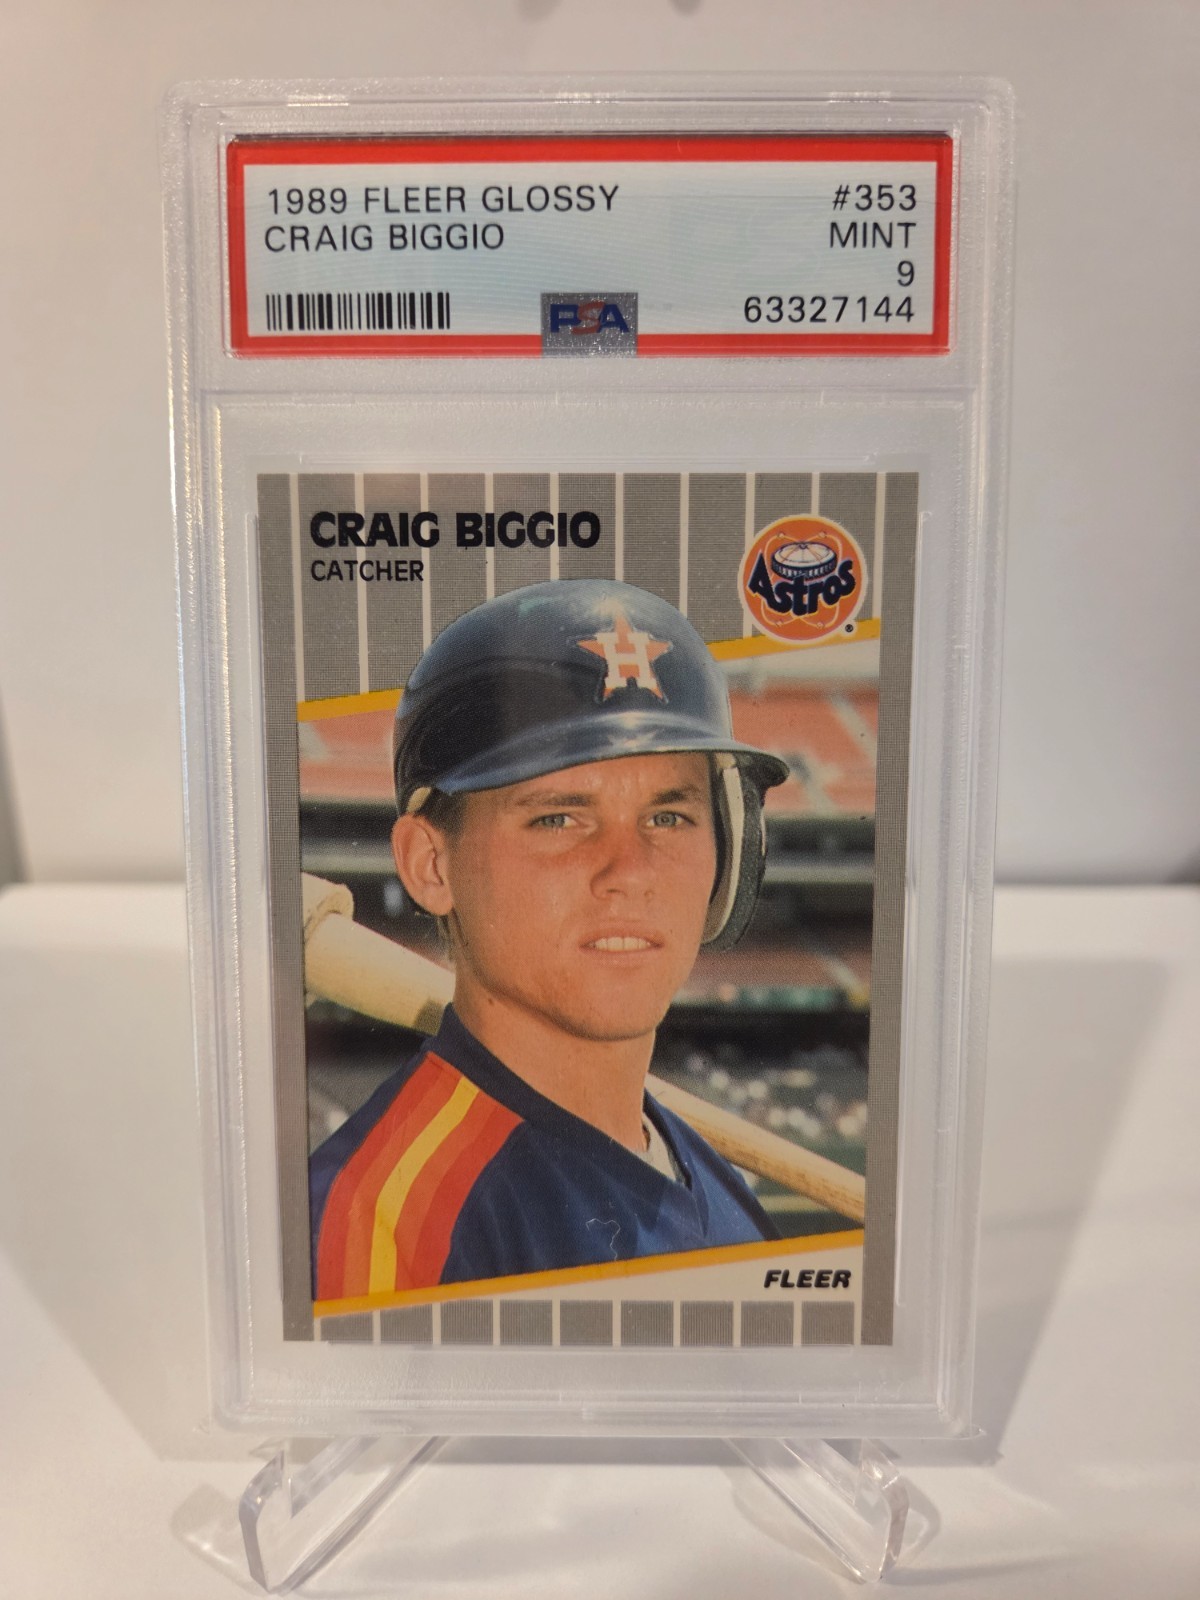 1989 FLEER GLOSSY #353
CRAIG BIGGIO MINT
9
PSA 63327144
CRAIG BIGGIO
CATCHER
Astros
®
H
FLEER